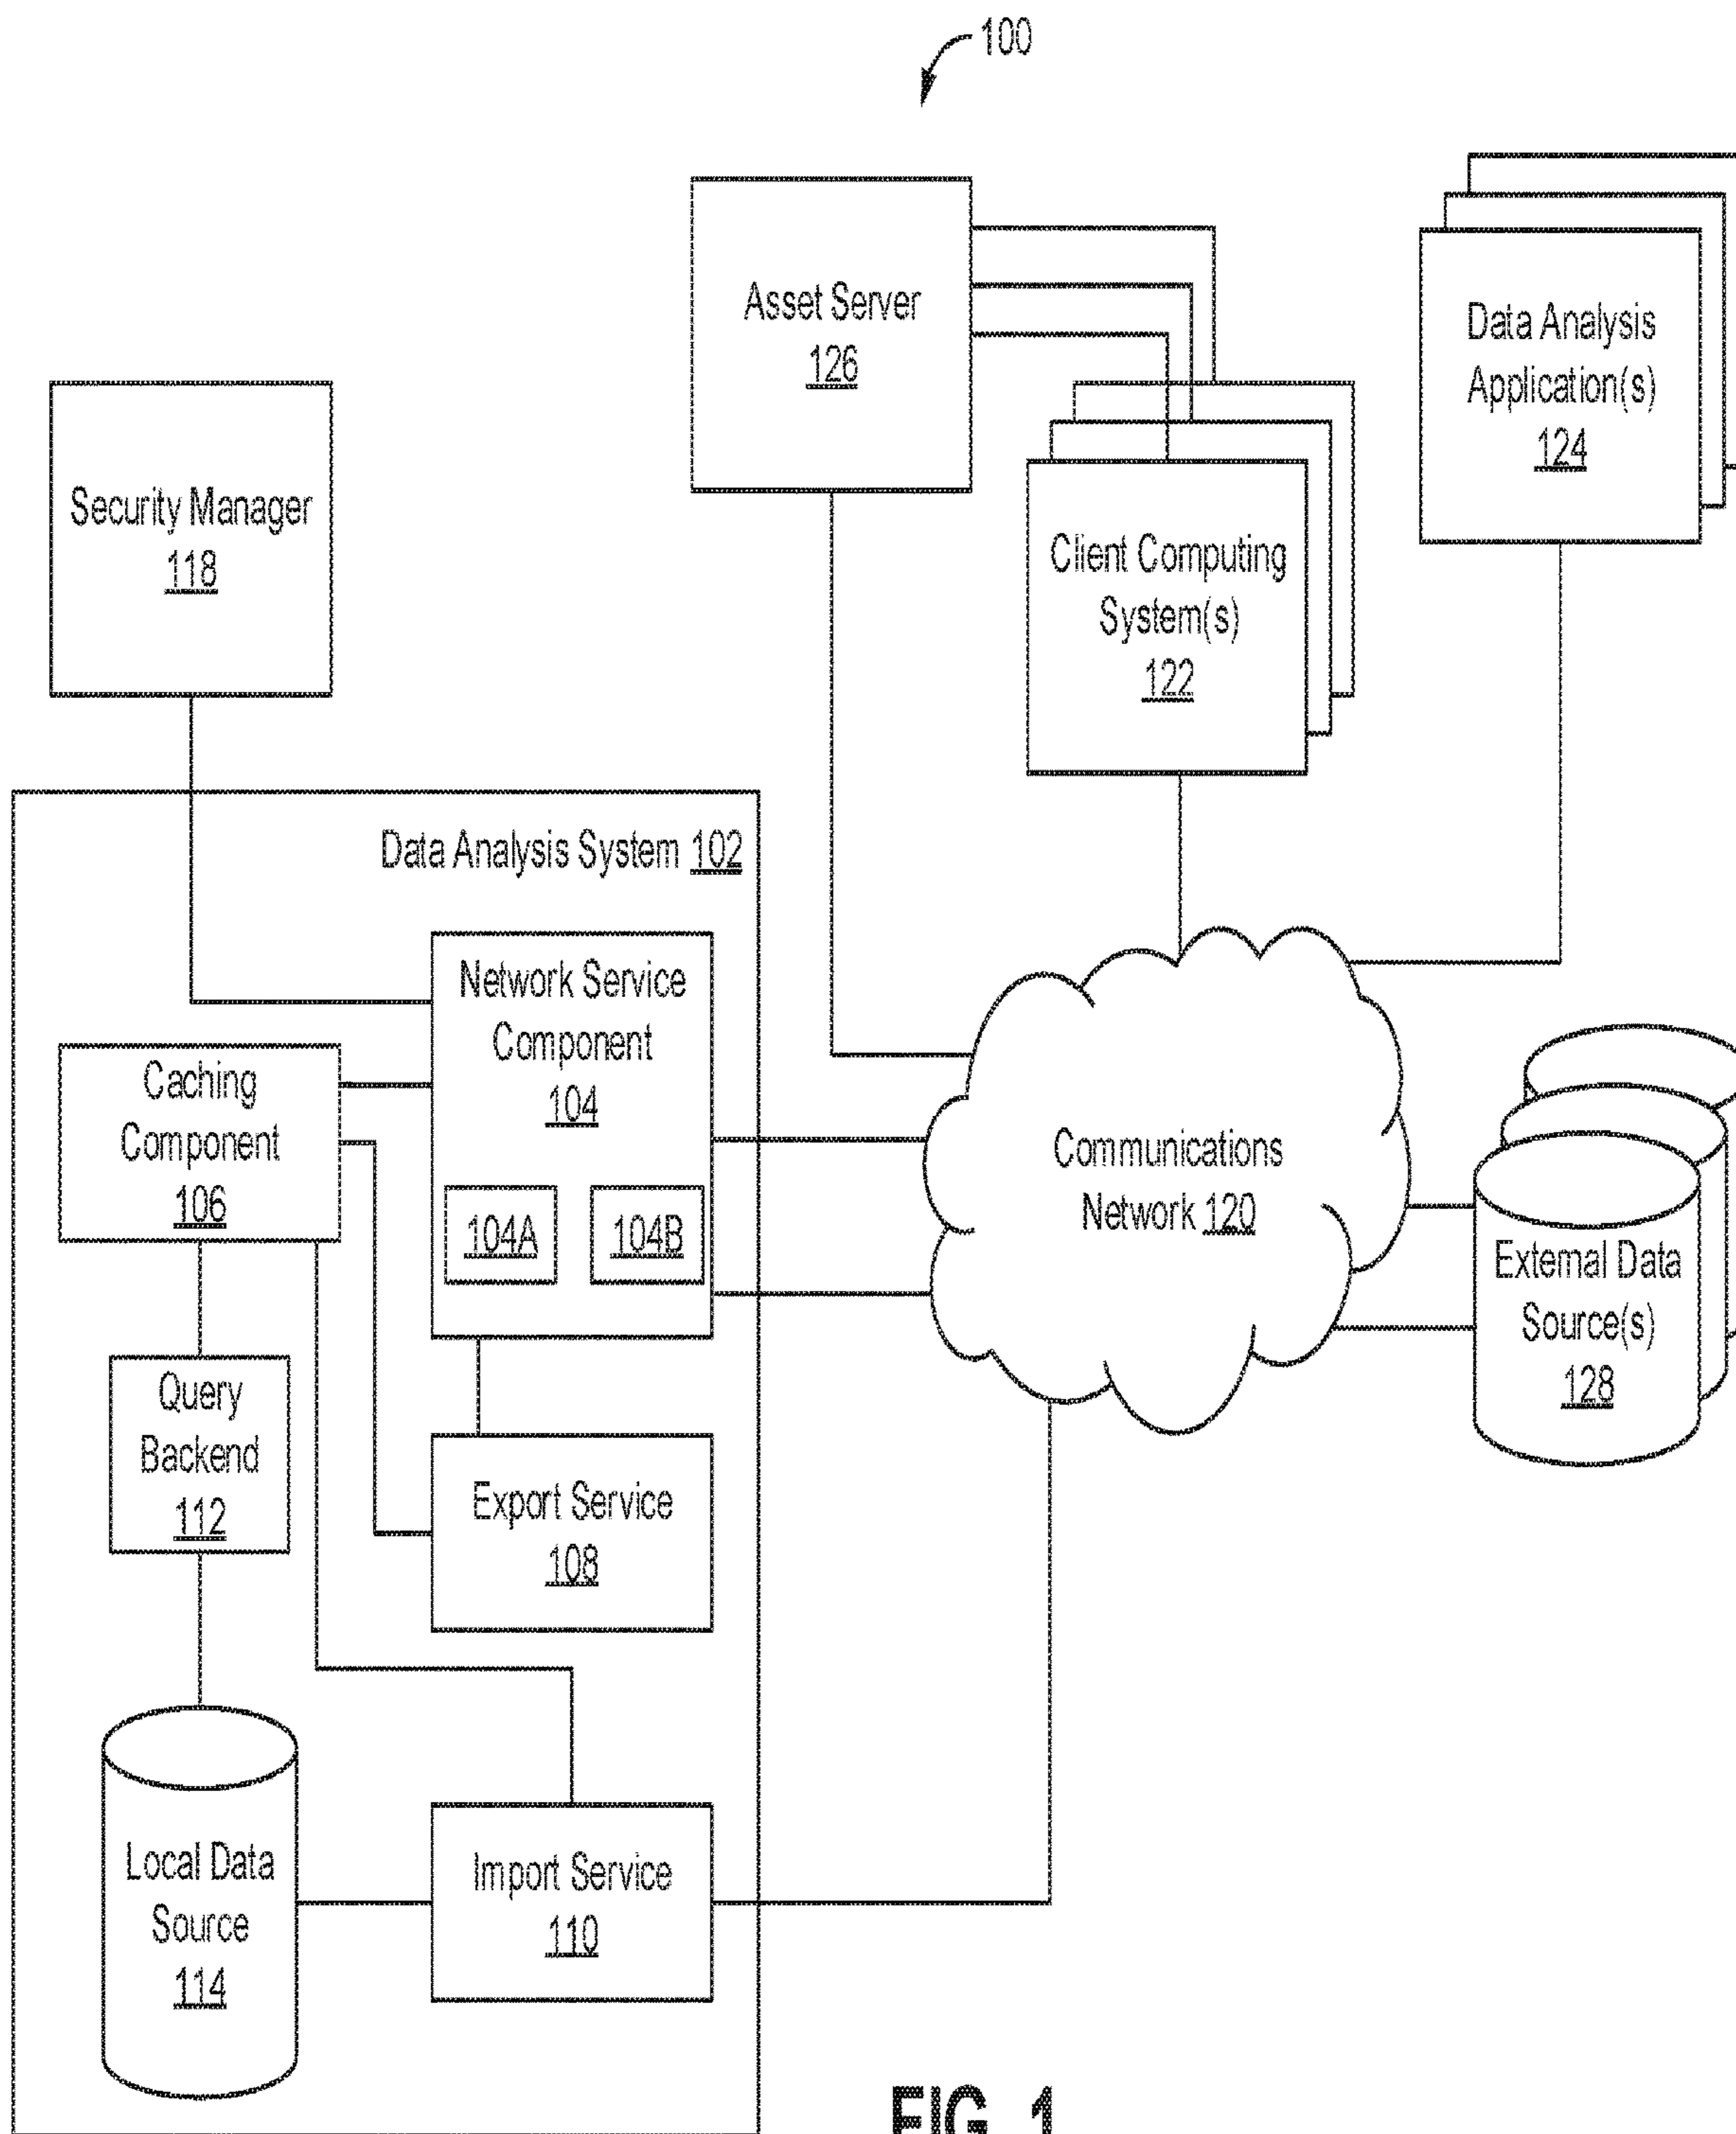 100
Asset Server
126
Data Analysis
Application(s)
124
Security Manager
118
Client Computing
System(s)
122
Data Analysis System 102
Network Service
Component
104
104A
104B
Caching
Component
106
Communications
Network 120
External Data
Source(s)
128
Query
Backend
112
Export Service
108
Local Data
Source
114
Import Service
110
FIG. 1